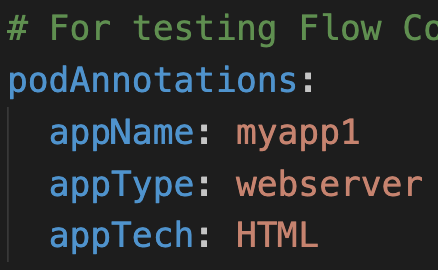 # For testing Flow Co
podAnnotations:
  appName: myapp1
  appType: webserver
  appTech: HTML